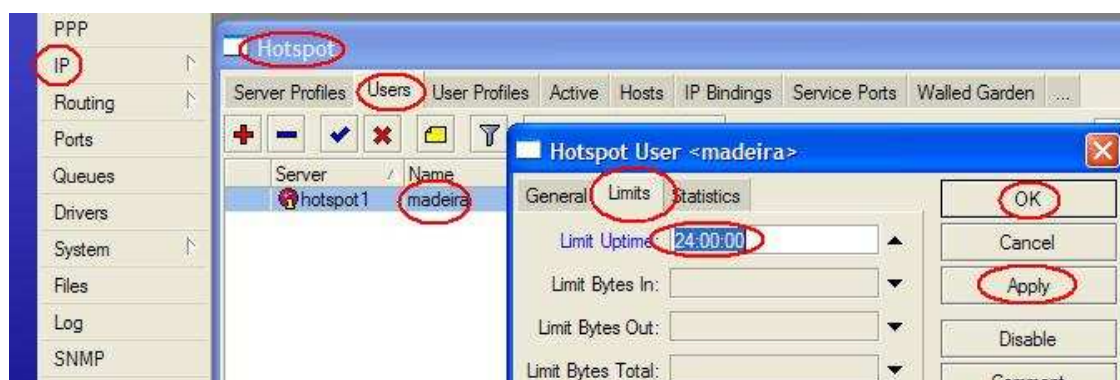 PPP
IP
Routing
Ports
Queues
Drivers
System
Files
Log
SNMP
Hotspot
Server Profiles Users User Profiles Active Hosts IP Bindings Service Ports Walled Garden ...
Server Name
hotspot1 madeira
Hotspot User <madeira>
General Limits Statistics
Limit Uptime: 24:00:00
Limit Bytes In:
Limit Bytes Out:
Limit Bytes Total:
OK
Cancel
Apply
Disable
Comment